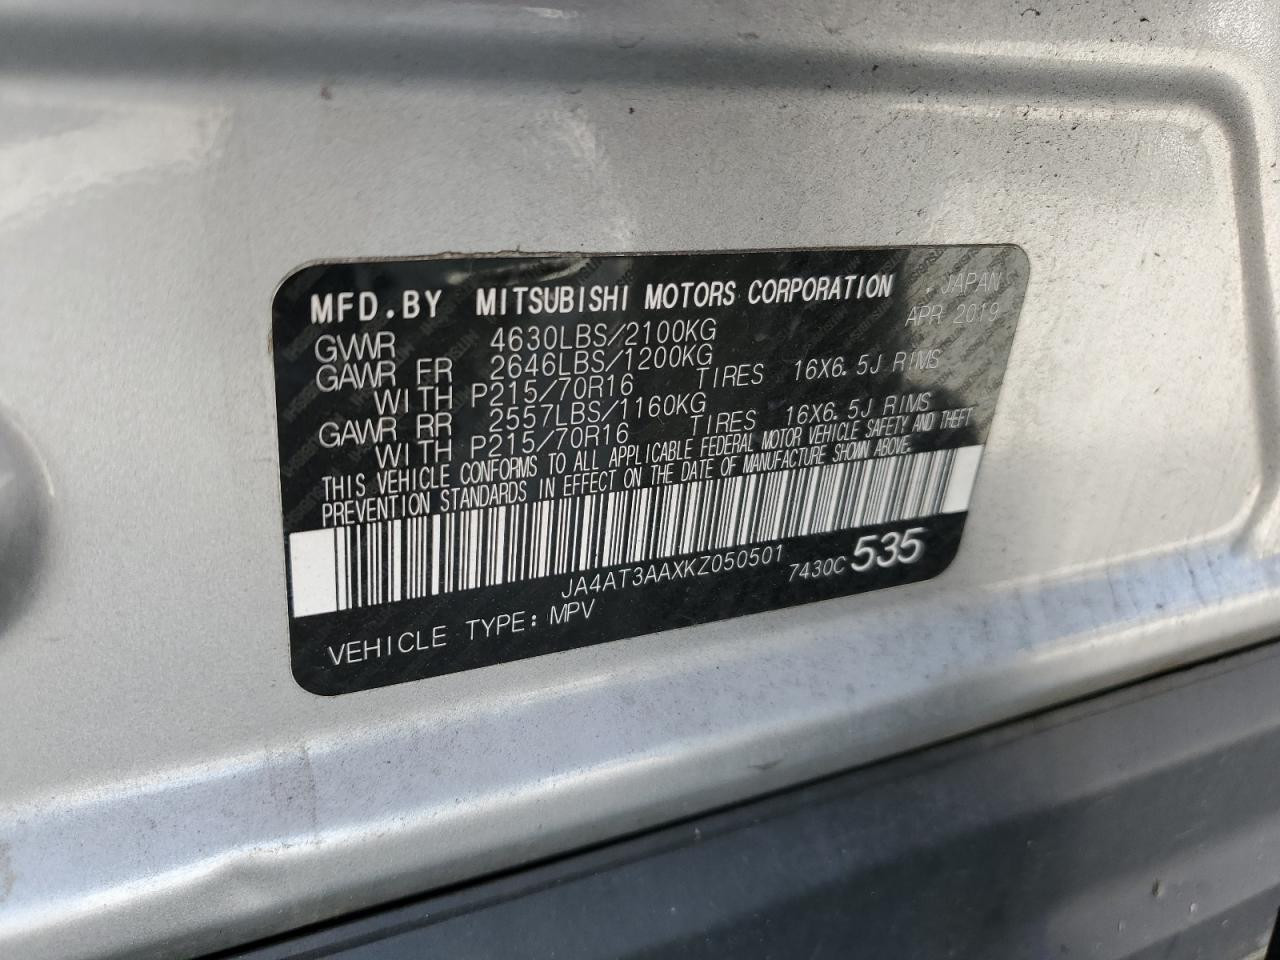 MFD.BY MITSUBISHI MOTORS CORPORATION , JAPAN
APR 2019
GVWR 4630LBS/2100KG
GAWR FR 2646LBS/1200KG
WITH P215/70R16 TIRES 16X6.5J RIMS
GAWR RR 2557LBS/1160KG
WITH P215/70R16 TIRES 16X6.5J RIMS
THIS VEHICLE CONFORMS TO ALL APPLICABLE FEDERAL MOTOR VEHICLE SAFETY AND THEFT
PREVENTION STANDARDS IN EFFECT ON THE DATE OF MANUFACTURE SHOWN ABOVE.
JA4AT3AAXKZ050501
7430C 535
VEHICLE TYPE: MPV